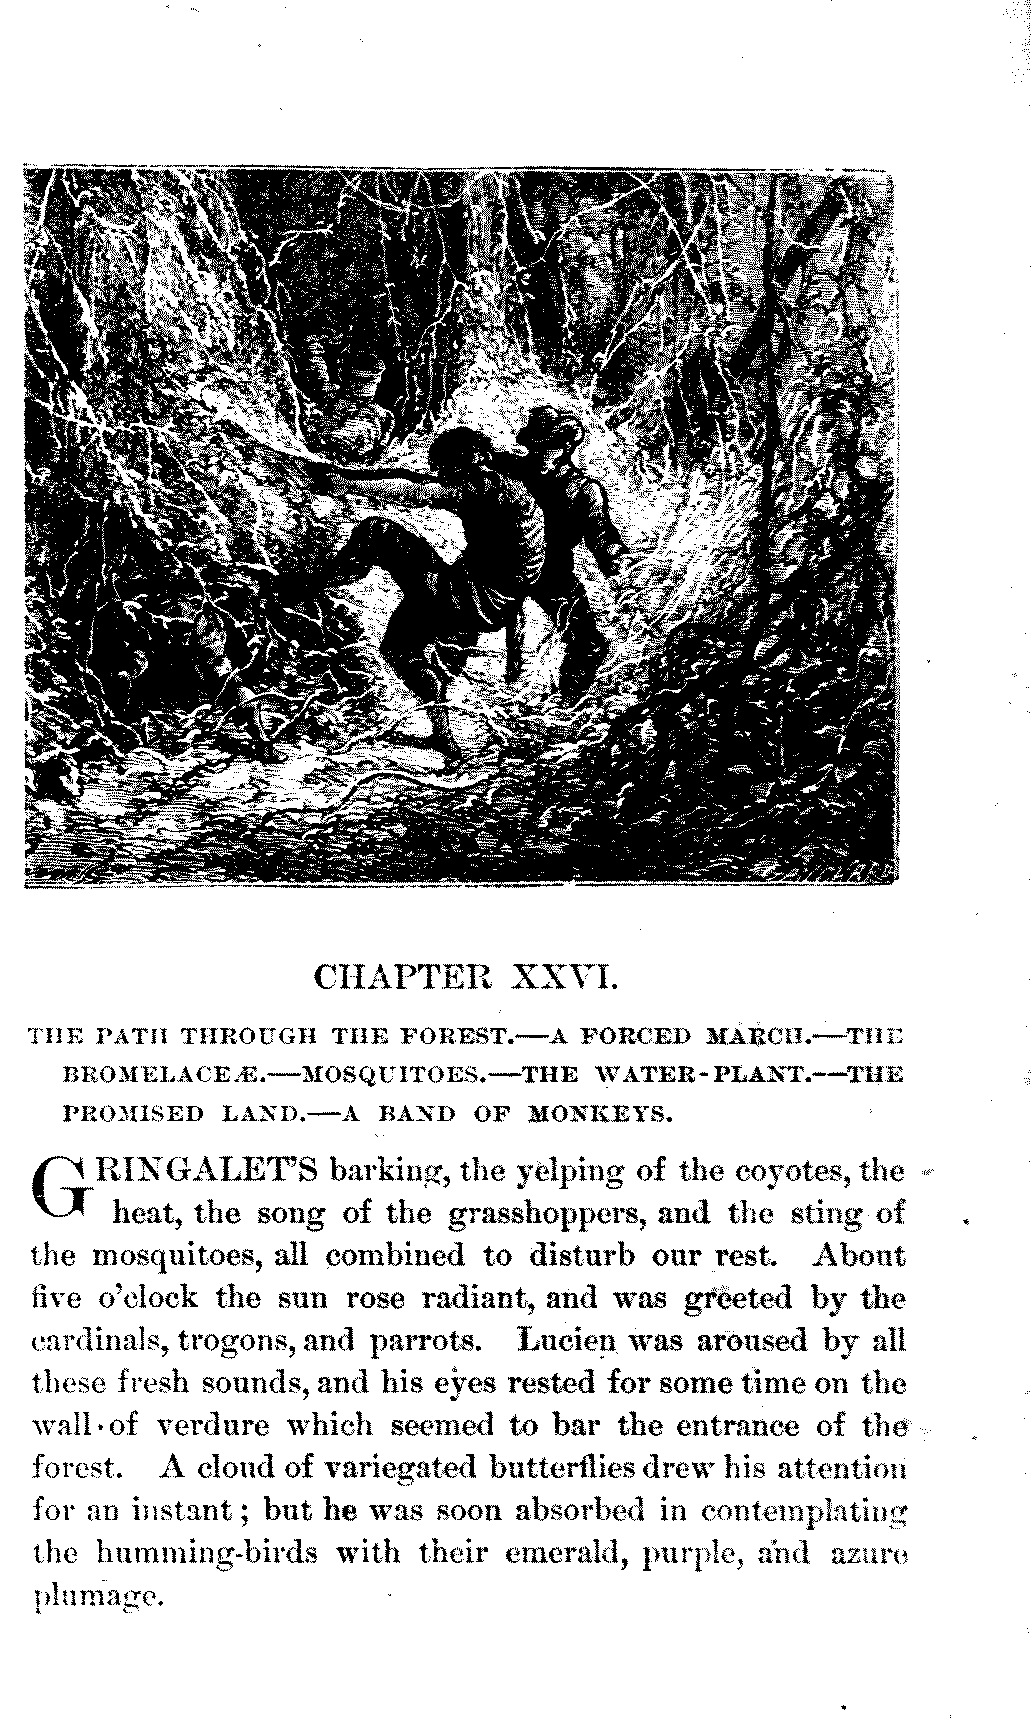 CHAPTER XXVI.
THE PATH THROUGH THE FOREST.—A FORCED MARCH.—THE
BROMELACEÆ.—MOSQUITOES.—THE WATER-PLANT.—THE
PROMISED LAND.—A BAND OF MONKEYS.
GRINGALET'S barking, the yelping of the coyotes, the
heat, the song of the grasshoppers, and the sting of
the mosquitoes, all combined to disturb our rest. About
five o'clock the sun rose radiant, and was greeted by the
cardinals, trogons, and parrots. Lucien was aroused by all
these fresh sounds, and his eyes rested for some time on the
wall of verdure which seemed to bar the entrance of the
forest. A cloud of variegated butterflies drew his attention
for an instant; but he was soon absorbed in contemplating
the humming-birds with their emerald, purple, and azure
plumage.